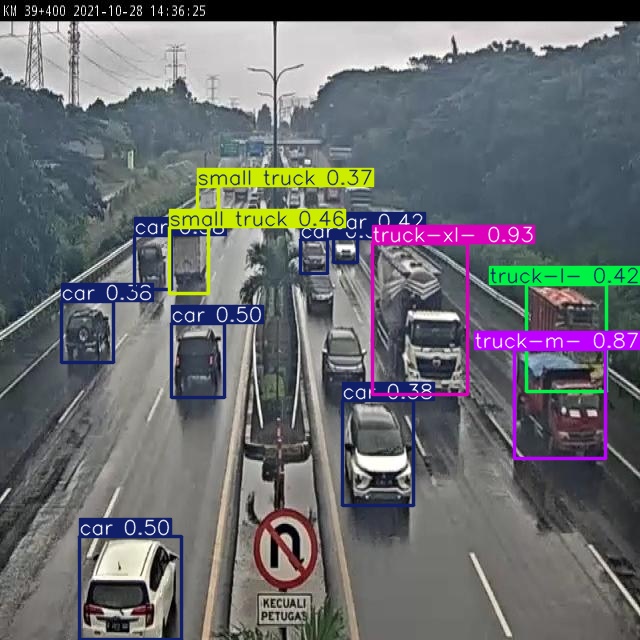 KM 39+400 2021-10-28 14:36:25
small truck 0.37
small truck 0.46
car 0.42
truck-xl- 0.93
truck-l- 0.42
car 0.38
car 0.50
truck-m- 0.87
car 0.38
car 0.50
KECUALI
PETUGAS